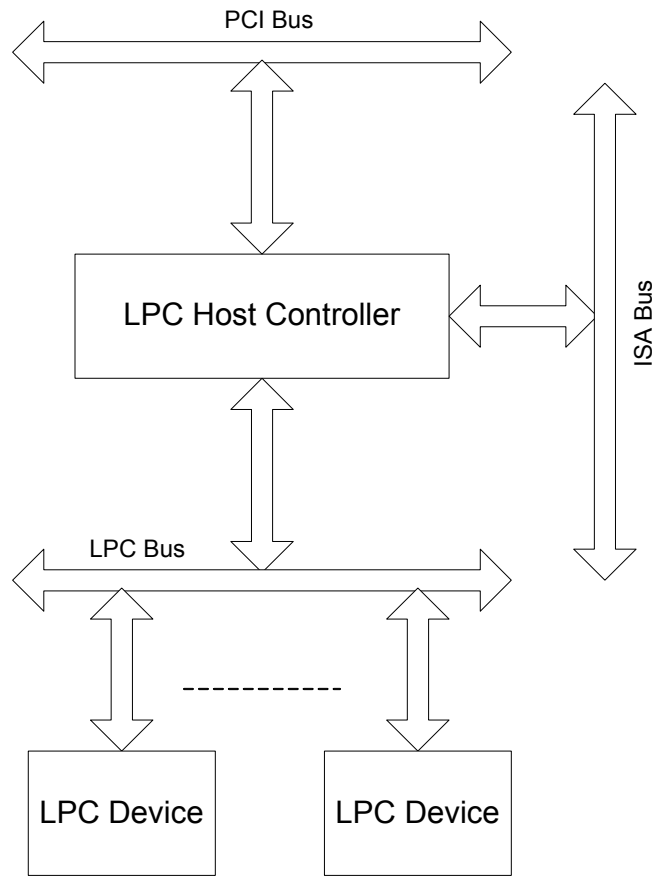 PCI Bus
LPC Host Controller
ISA Bus
LPC Bus
LPC Device
LPC Device